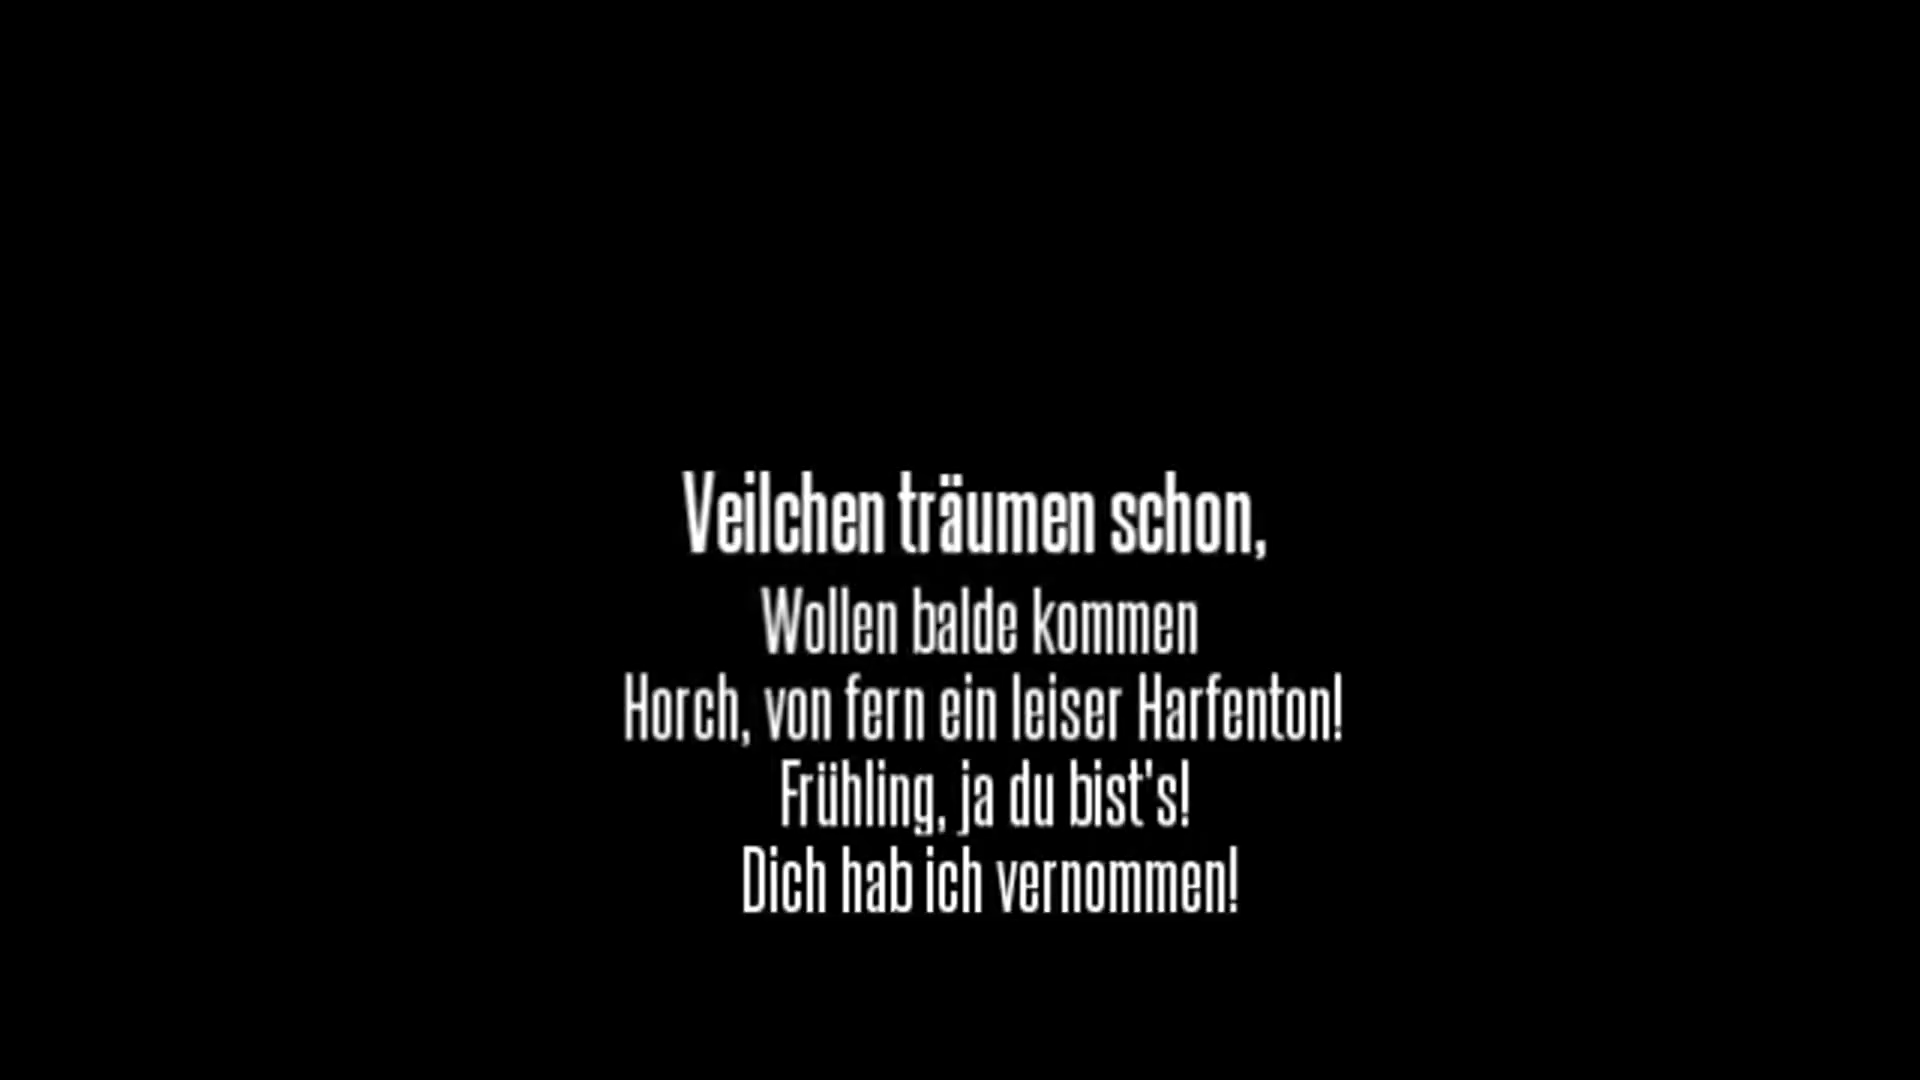 Veilchen träumen schon,
Wollen balde kommen
Horch, von fern ein leiser Harfenton!
Frühling, ja du bist's!
Dich hab ich vernommen!